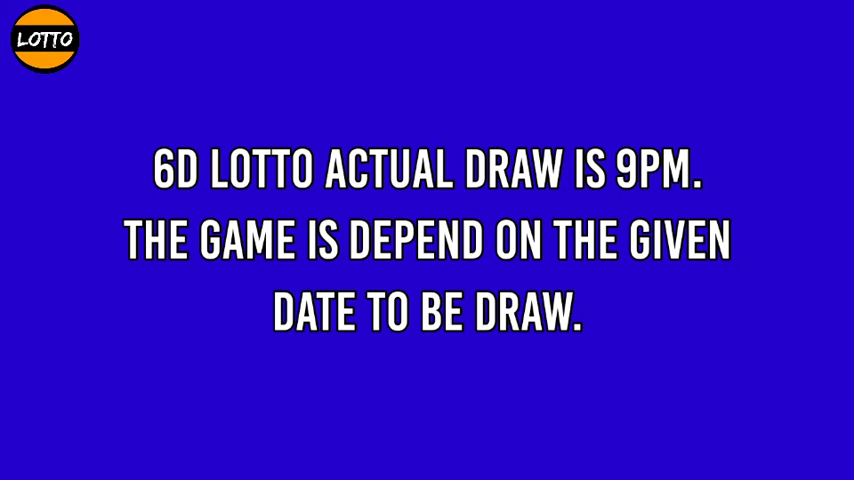 LOTTO
6D LOTTO ACTUAL DRAW IS 9PM.
THE GAME IS DEPEND ON THE GIVEN
DATE TO BE DRAW.